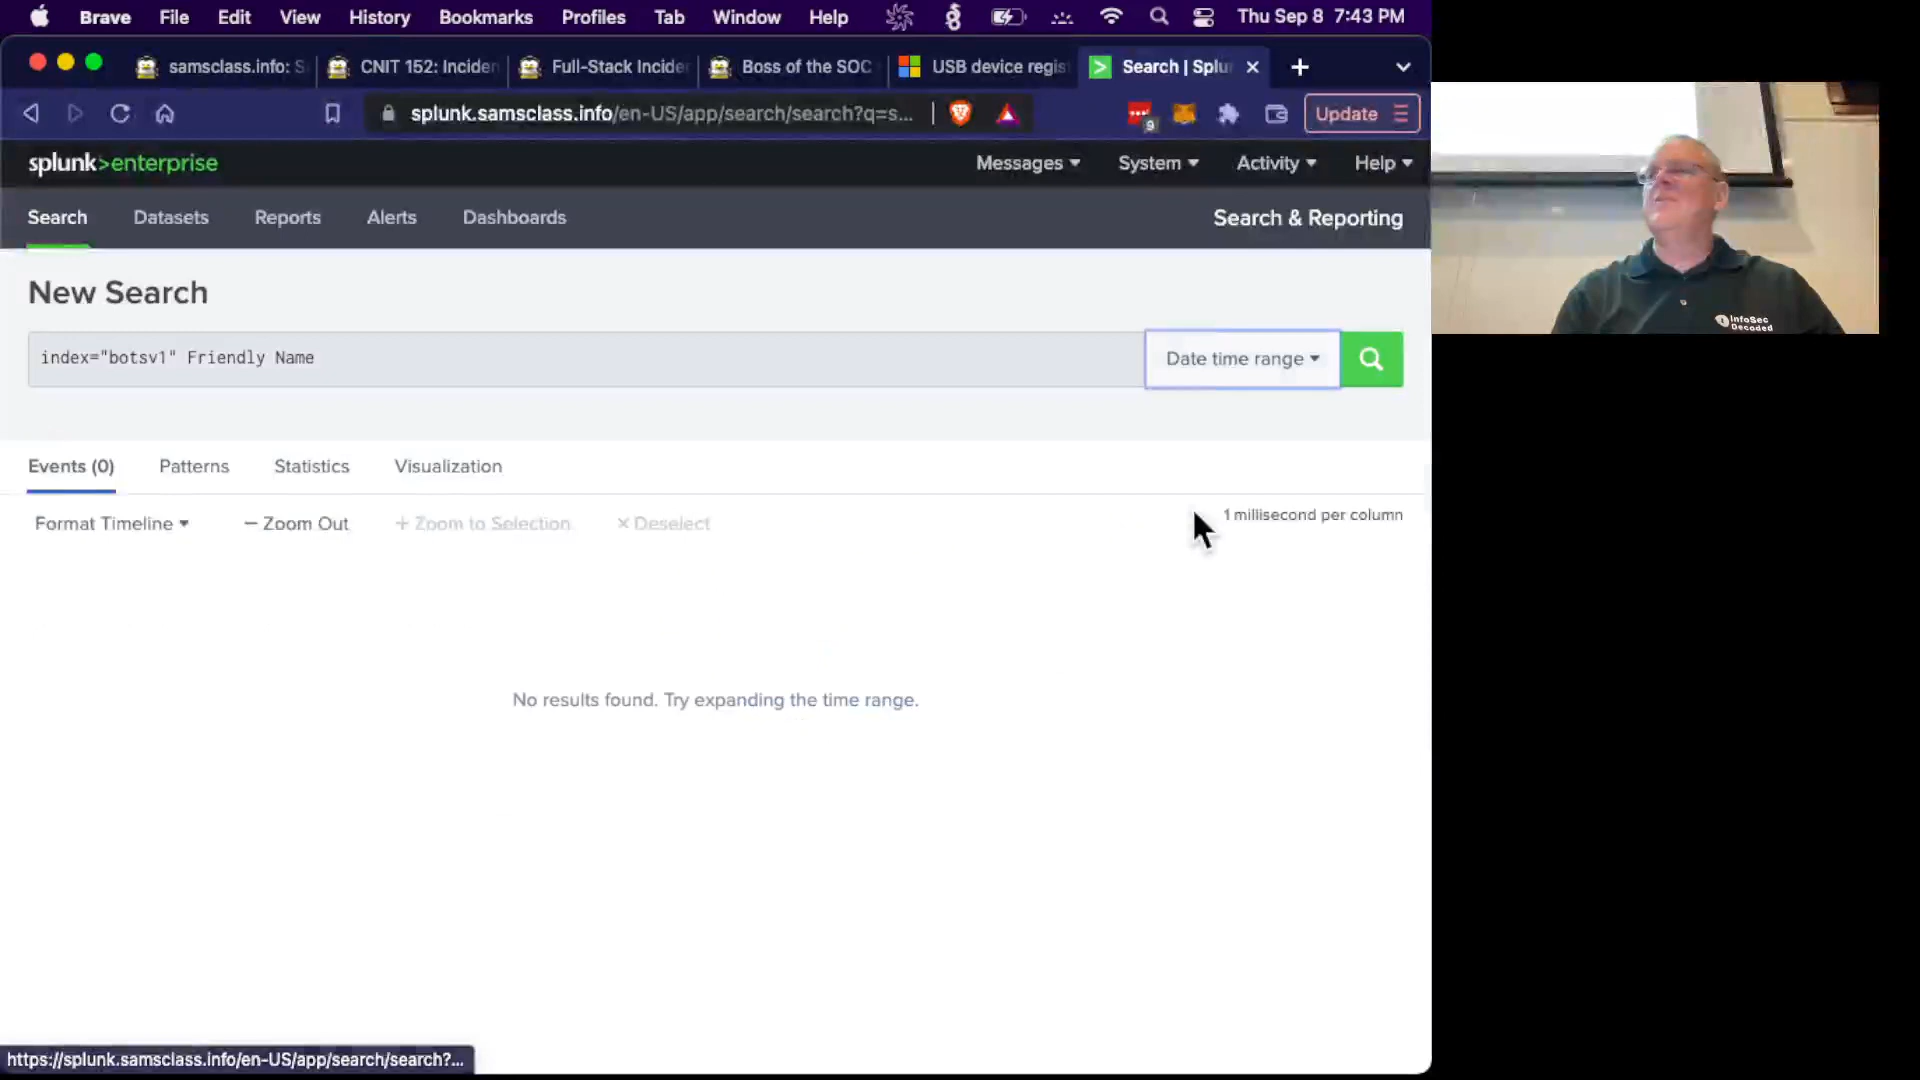 Brave File Edit View History Bookmarks Profiles Tab Window Help Thu Sep 8 7:43 PM
samsclass.info: S CNIT 152: Inciden Full-Stack Inciden Boss of the SOC USB device regis Search | Splu
splunk.samsclass.info/en-US/app/search/search?q=s... 9 Update
splunk>enterprise Messages System Activity Help
Search Datasets Reports Alerts Dashboards Search & Reporting
New Search
index="botsv1" Friendly Name Date time range
Events (0) Patterns Statistics Visualization
Format Timeline — Zoom Out + Zoom to Selection × Deselect 1 millisecond per column
No results found. Try expanding the time range.
https://splunk.samsclass.info/en-US/app/search/search?...
InfoSec
Decoded